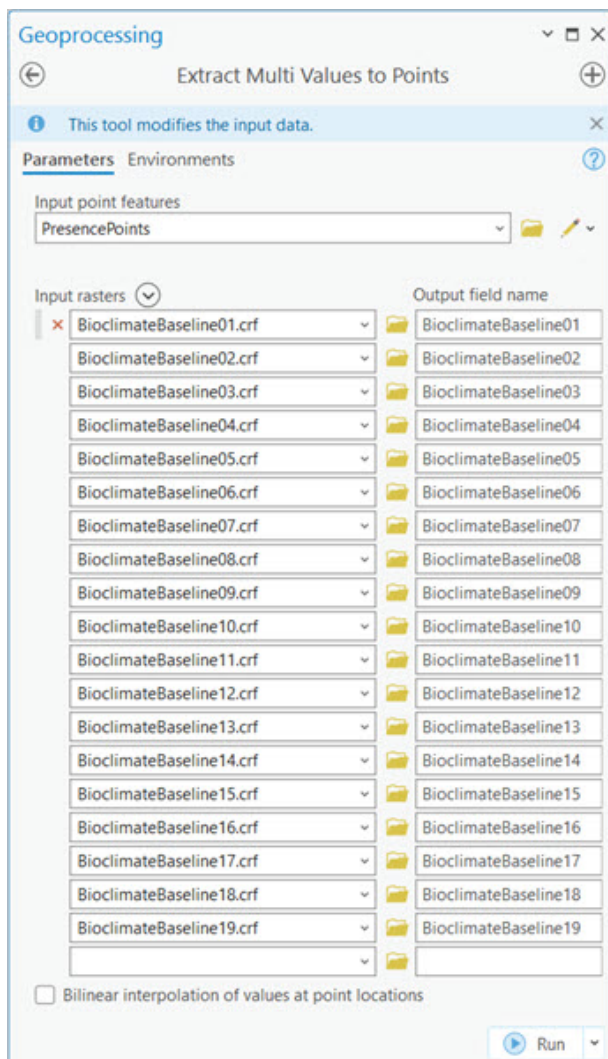 Geoprocessing
Extract Multi Values to Points
This tool modifies the input data.
Parameters Environments
Input point features
PresencePoints
Input rasters Output field name
BioclimateBaseline01.crf BioclimateBaseline01
BioclimateBaseline02.crf BioclimateBaseline02
BioclimateBaseline03.crf BioclimateBaseline03
BioclimateBaseline04.crf BioclimateBaseline04
BioclimateBaseline05.crf BioclimateBaseline05
BioclimateBaseline06.crf BioclimateBaseline06
BioclimateBaseline07.crf BioclimateBaseline07
BioclimateBaseline08.crf BioclimateBaseline08
BioclimateBaseline09.crf BioclimateBaseline09
BioclimateBaseline10.crf BioclimateBaseline10
BioclimateBaseline11.crf BioclimateBaseline11
BioclimateBaseline12.crf BioclimateBaseline12
BioclimateBaseline13.crf BioclimateBaseline13
BioclimateBaseline14.crf BioclimateBaseline14
BioclimateBaseline15.crf BioclimateBaseline15
BioclimateBaseline16.crf BioclimateBaseline16
BioclimateBaseline17.crf BioclimateBaseline17
BioclimateBaseline18.crf BioclimateBaseline18
BioclimateBaseline19.crf BioclimateBaseline19
Bilinear interpolation of values at point locations
Run